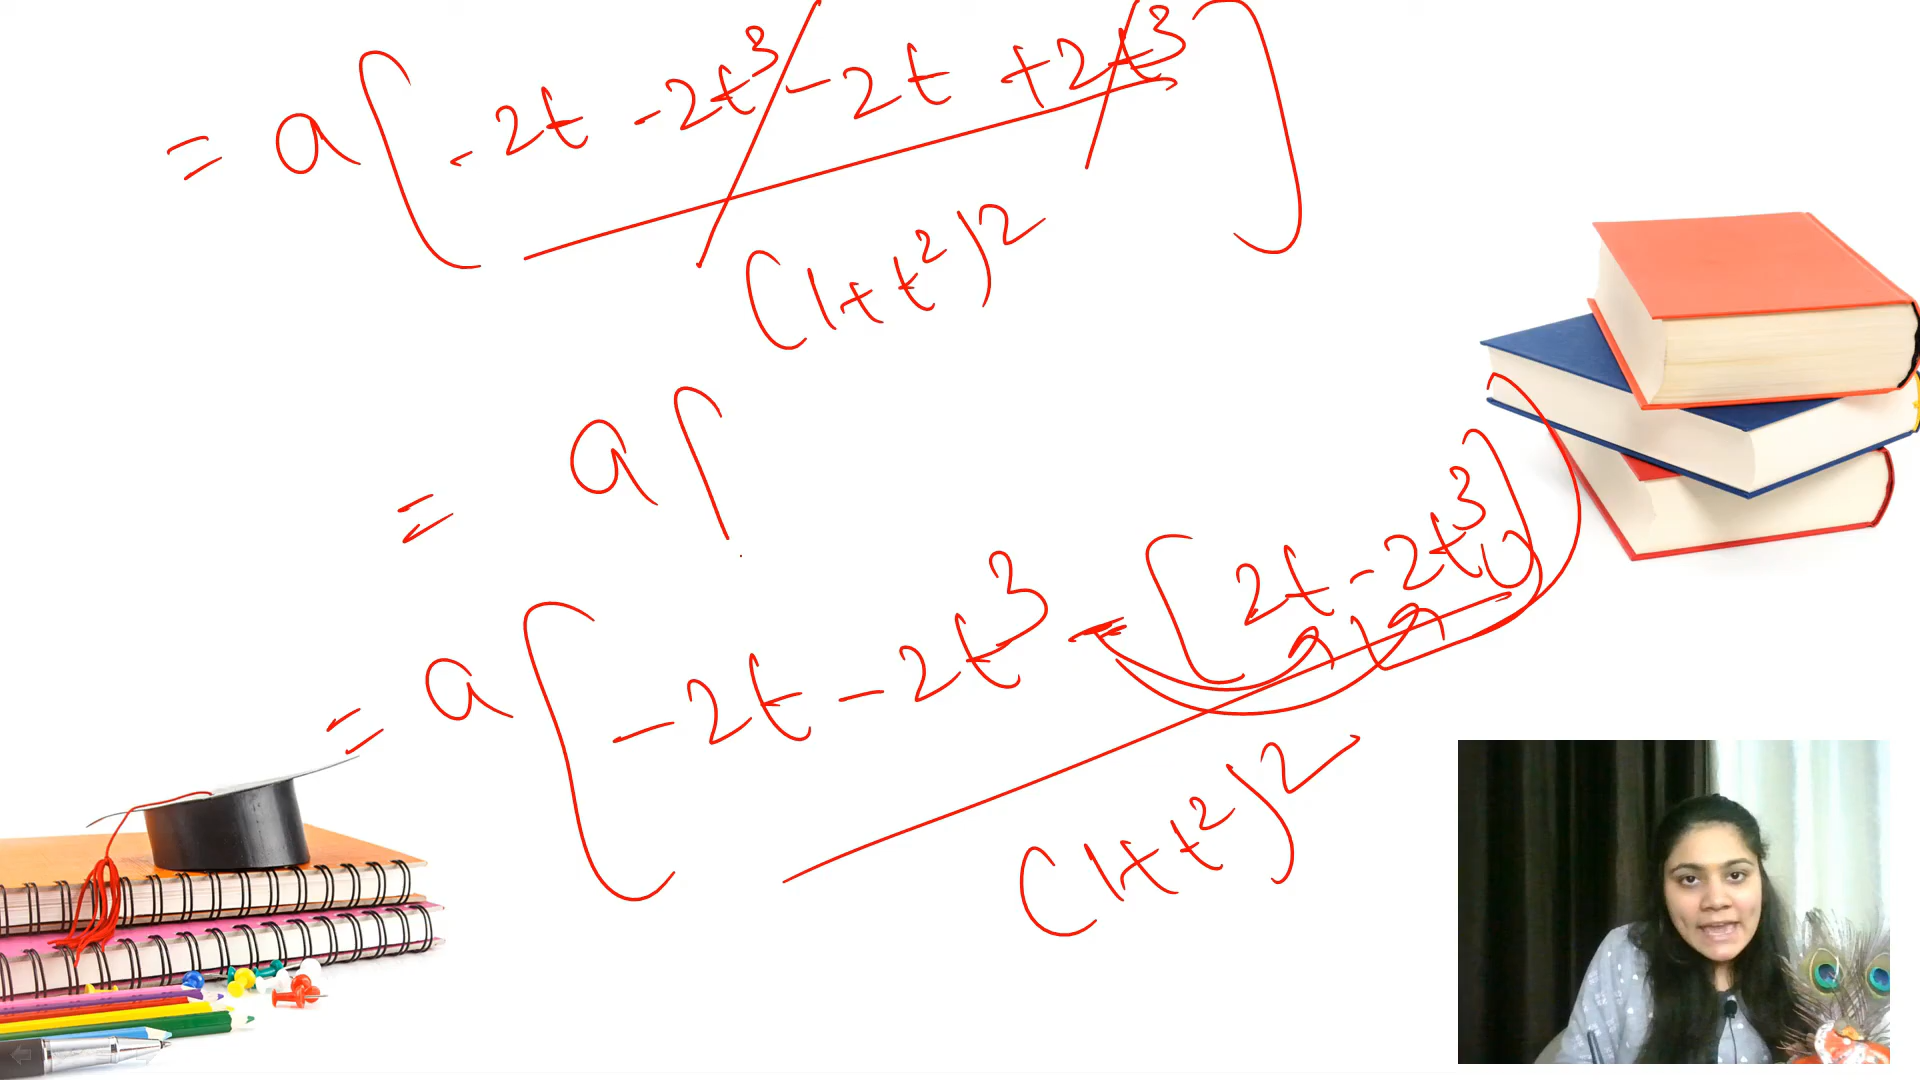 = a [ -2t -2t³ -2t +2t³ ]
(1+t²)²
= a [
= a [ -2t -2t³ - [2t -2t³] ]
(1+t²)²